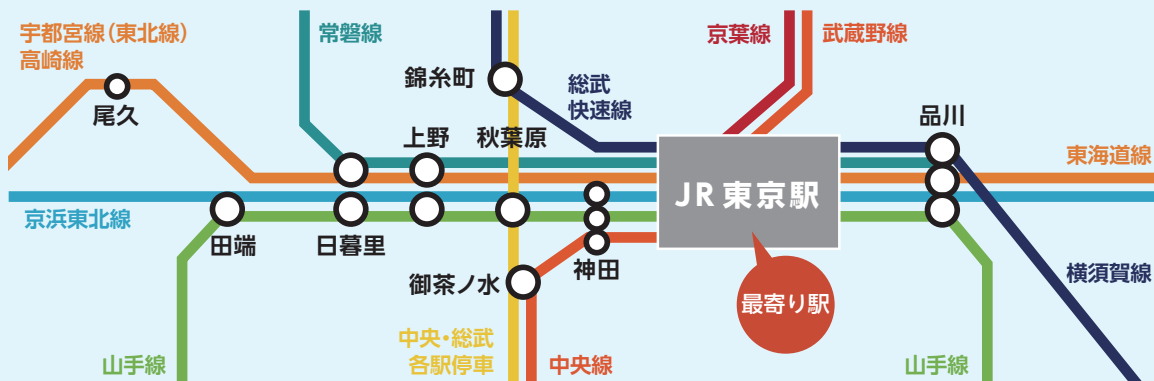 宇都宮線(東北線)
高崎線
常磐線
京葉線
武蔵野線
錦糸町
総武
快速線
尾久
上野
秋葉原
品川
東海道線
JR 東京駅
京浜東北線
田端
日暮里
神田
御茶ノ水
横須賀線
最寄り駅
中央・総武
各駅停車
山手線
中央線
山手線